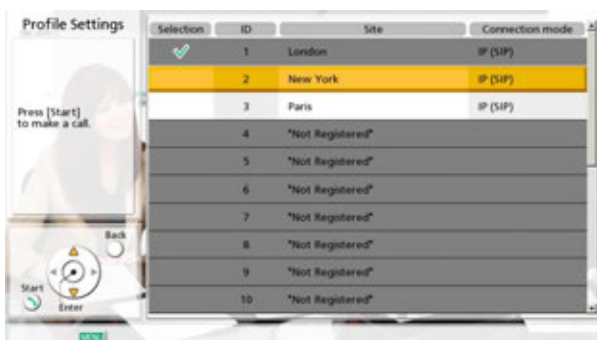 Profile Settings
Selection ID Site Connection mode
1 London IP (SIP)
2 New York IP (SIP)
3 Paris IP (SIP)
4 *Not Registered*
5 *Not Registered*
6 *Not Registered*
7 *Not Registered*
8 *Not Registered*
9 *Not Registered*
10 *Not Registered*
Press [Start]
to make a call.
Back
Start
Enter
MENU